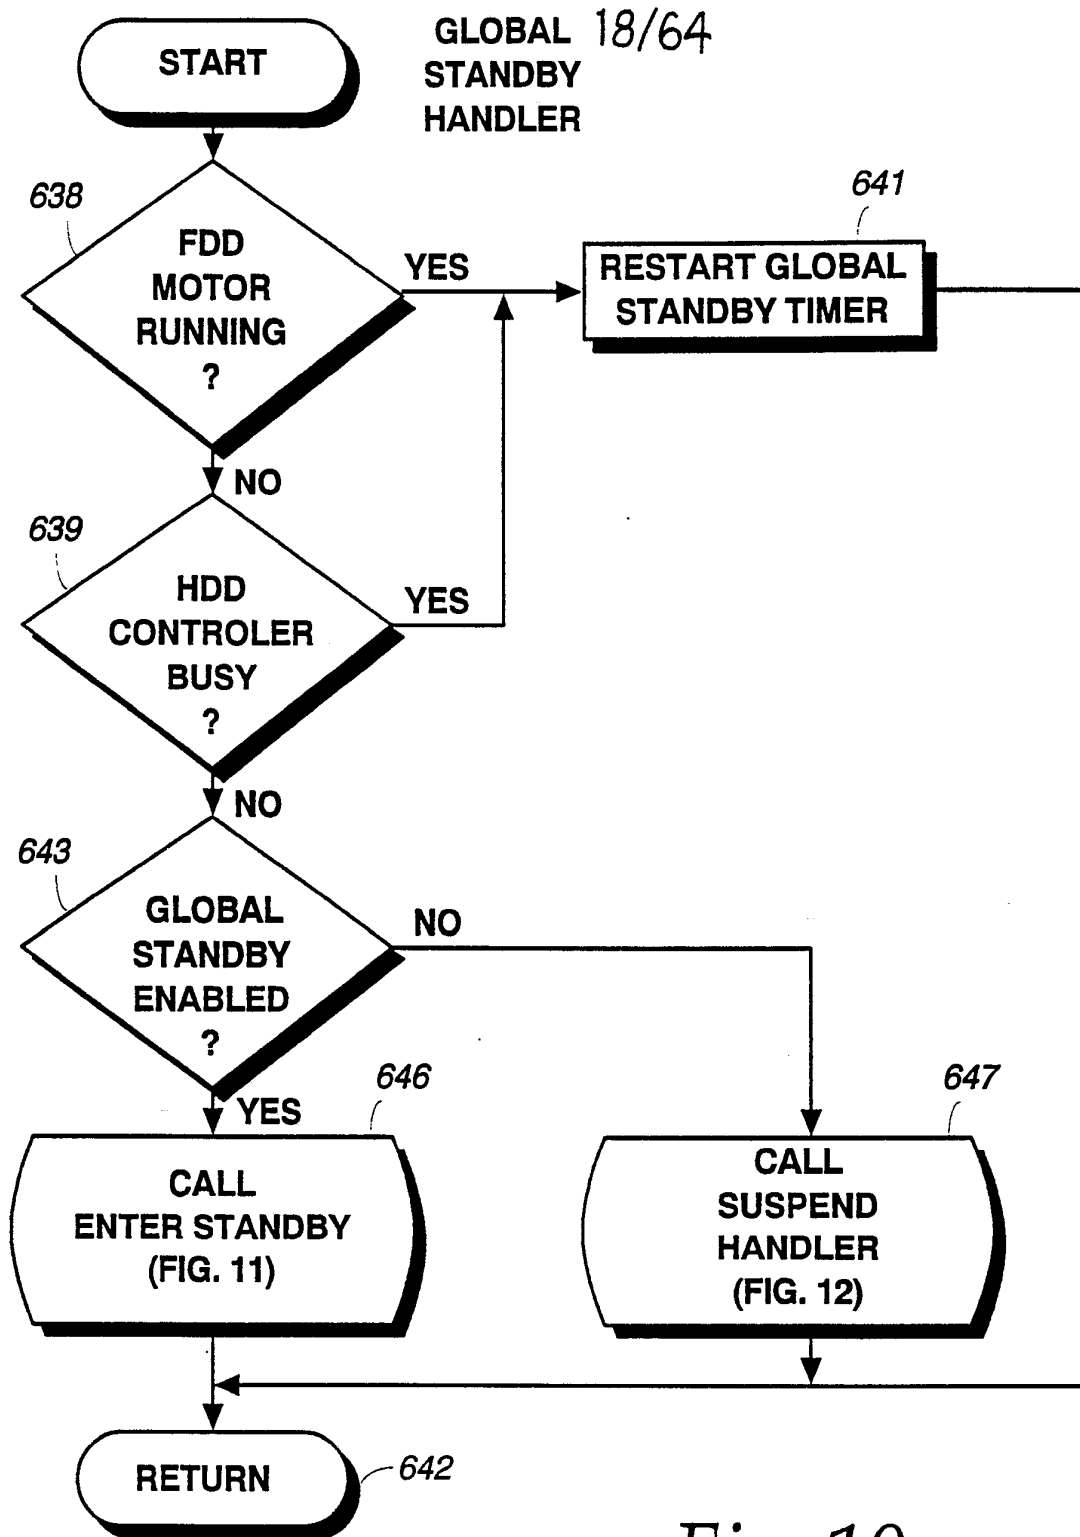 START
GLOBAL 18/64
STANDBY
HANDLER
638
FDD
MOTOR
RUNNING
?
YES
641
RESTART GLOBAL
STANDBY TIMER
NO
639
HDD
CONTROLER
BUSY
?
YES
NO
643
GLOBAL
STANDBY
ENABLED
?
NO
YES
646
CALL
ENTER STANDBY
(FIG. 11)
647
CALL
SUSPEND
HANDLER
(FIG. 12)
RETURN
642